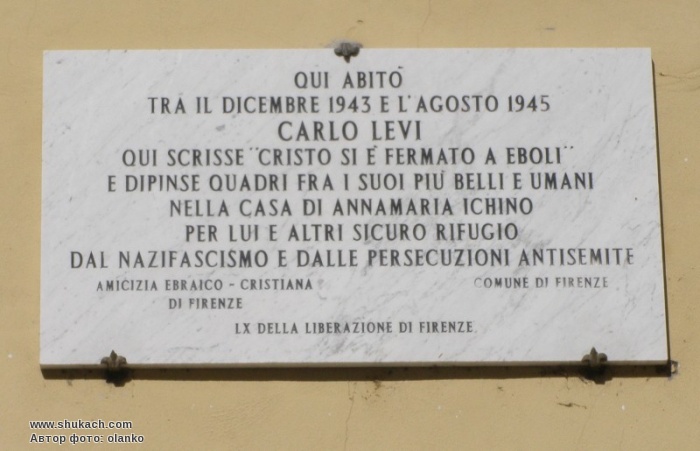 QUI ABITÒ
TRA IL DICEMBRE 1943 E L'AGOSTO 1945
CARLO LEVI
QUI SCRISSE "CRISTO SI È FERMATO A EBOLI"
E DIPINSE QUADRI FRA I SUOI PIÙ BELLI E UMANI
NELLA CASA DI ANNAMARIA ICHINO
PER LUI E ALTRI SICURO RIFUGIO
DAL NAZIFASCISMO E DALLE PERSECUZIONI ANTISEMITE
AMICIZIA EBRAICO - CRISTIANA
DI FIRENZE
COMUNE DI FIRENZE
LX DELLA LIBERAZIONE DI FIRENZE
www.shukach.com
Автор фото: olanko